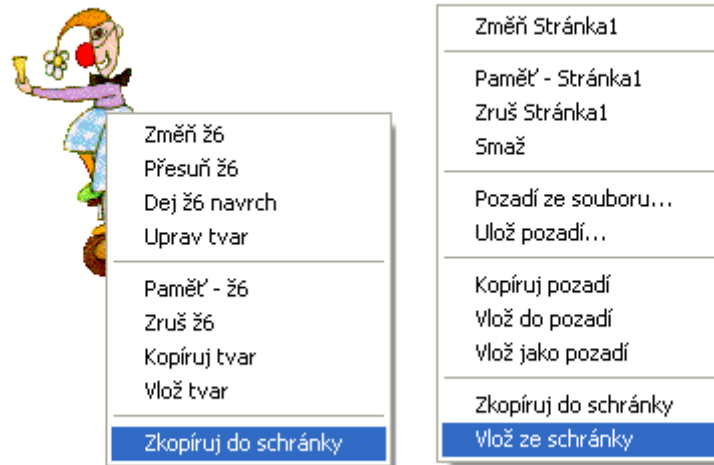 Změň ž6
Přesuň ž6
Dej ž6 navrch
Uprav tvar
Paměť - ž6
Zruš ž6
Kopíruj tvar
Vlož tvar
Zkopíruj do schránky
Změň Stránka1
Paměť - Stránka1
Zruš Stránka1
Smaž
Pozadí ze souboru...
Ulož pozadí...
Kopíruj pozadí
Vlož do pozadí
Vlož jako pozadí
Zkopíruj do schránky
Vlož ze schránky